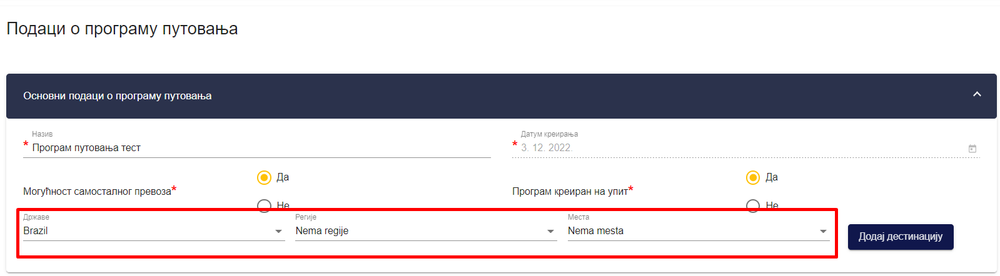 Подаци о програму путовања
Основни подаци о програму путовања
Назив
* Програм путовања тест
Датум креирања
* 3. 12. 2022.
Могућност самосталног превоза*
Да
Не
Програм креиран на упит*
Да
Не
Државе
Brazil
Регије
Nema regije
Места
Nema mesta
Додај дестинацију